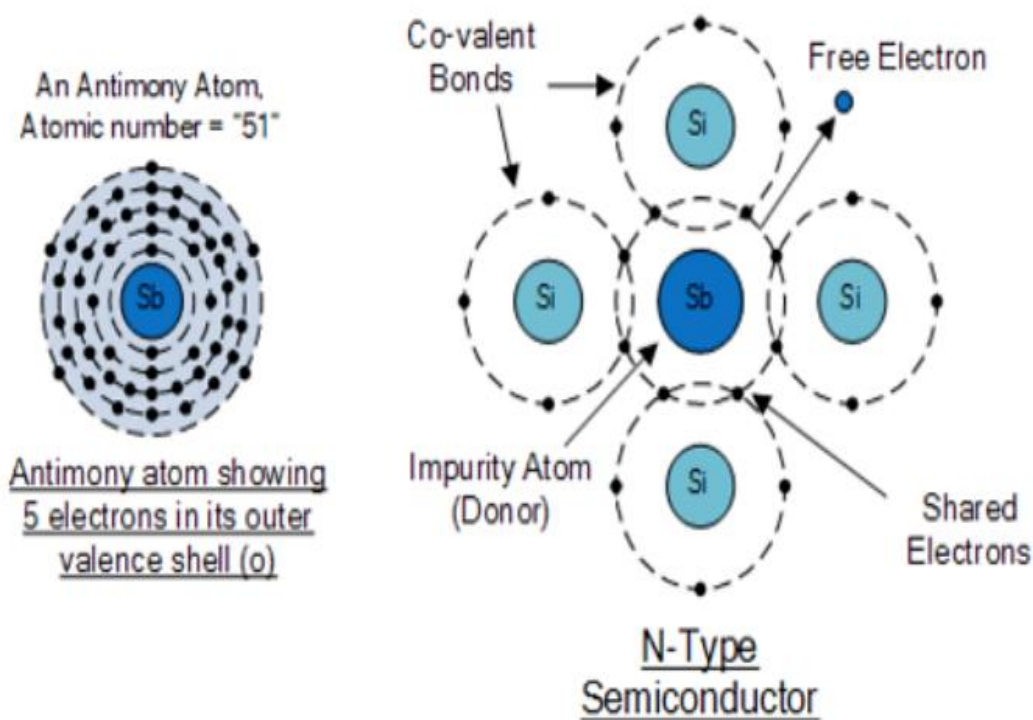 An Antimony Atom,
Atomic number = "51"
Sb
Antimony atom showing
5 electrons in its outer
valence shell (o)
Co-valent
Bonds
Free Electron
Si
Si
Sb
Si
Si
Impurity Atom
(Donor)
Shared
Electrons
N-Type
Semiconductor